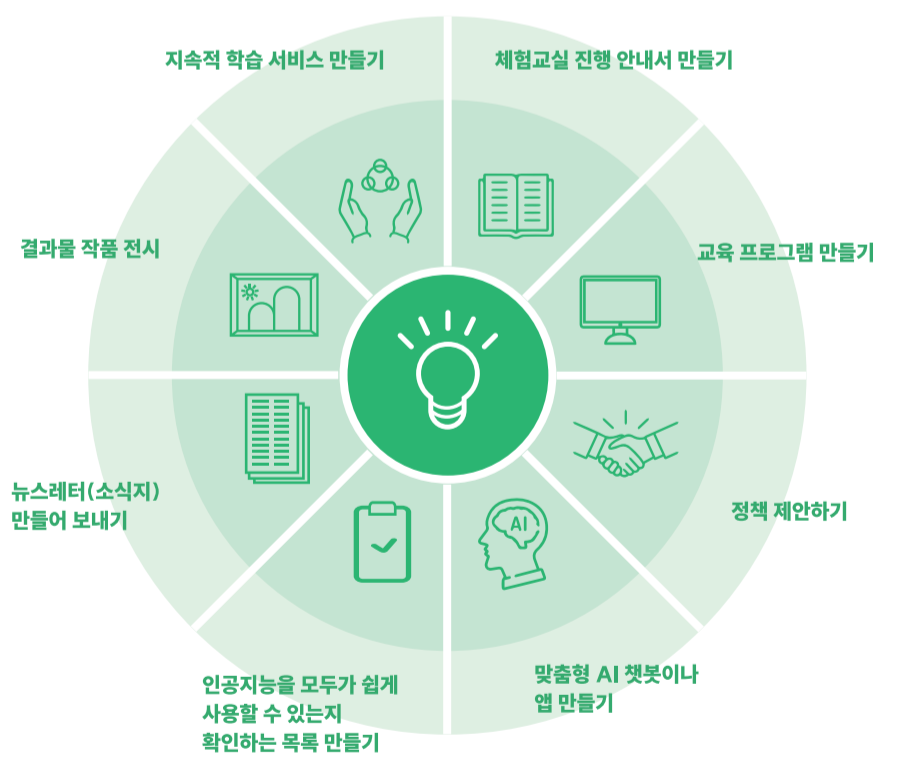 지속적 학습 서비스 만들기
체험교실 진행 안내서 만들기
결과물 작품 전시
교육 프로그램 만들기
뉴스레터(소식지)
만들어 보내기
정책 제안하기
AI
인공지능을 모두가 쉽게
사용할 수 있는지
확인하는 목록 만들기
맞춤형 AI 챗봇이나
앱 만들기